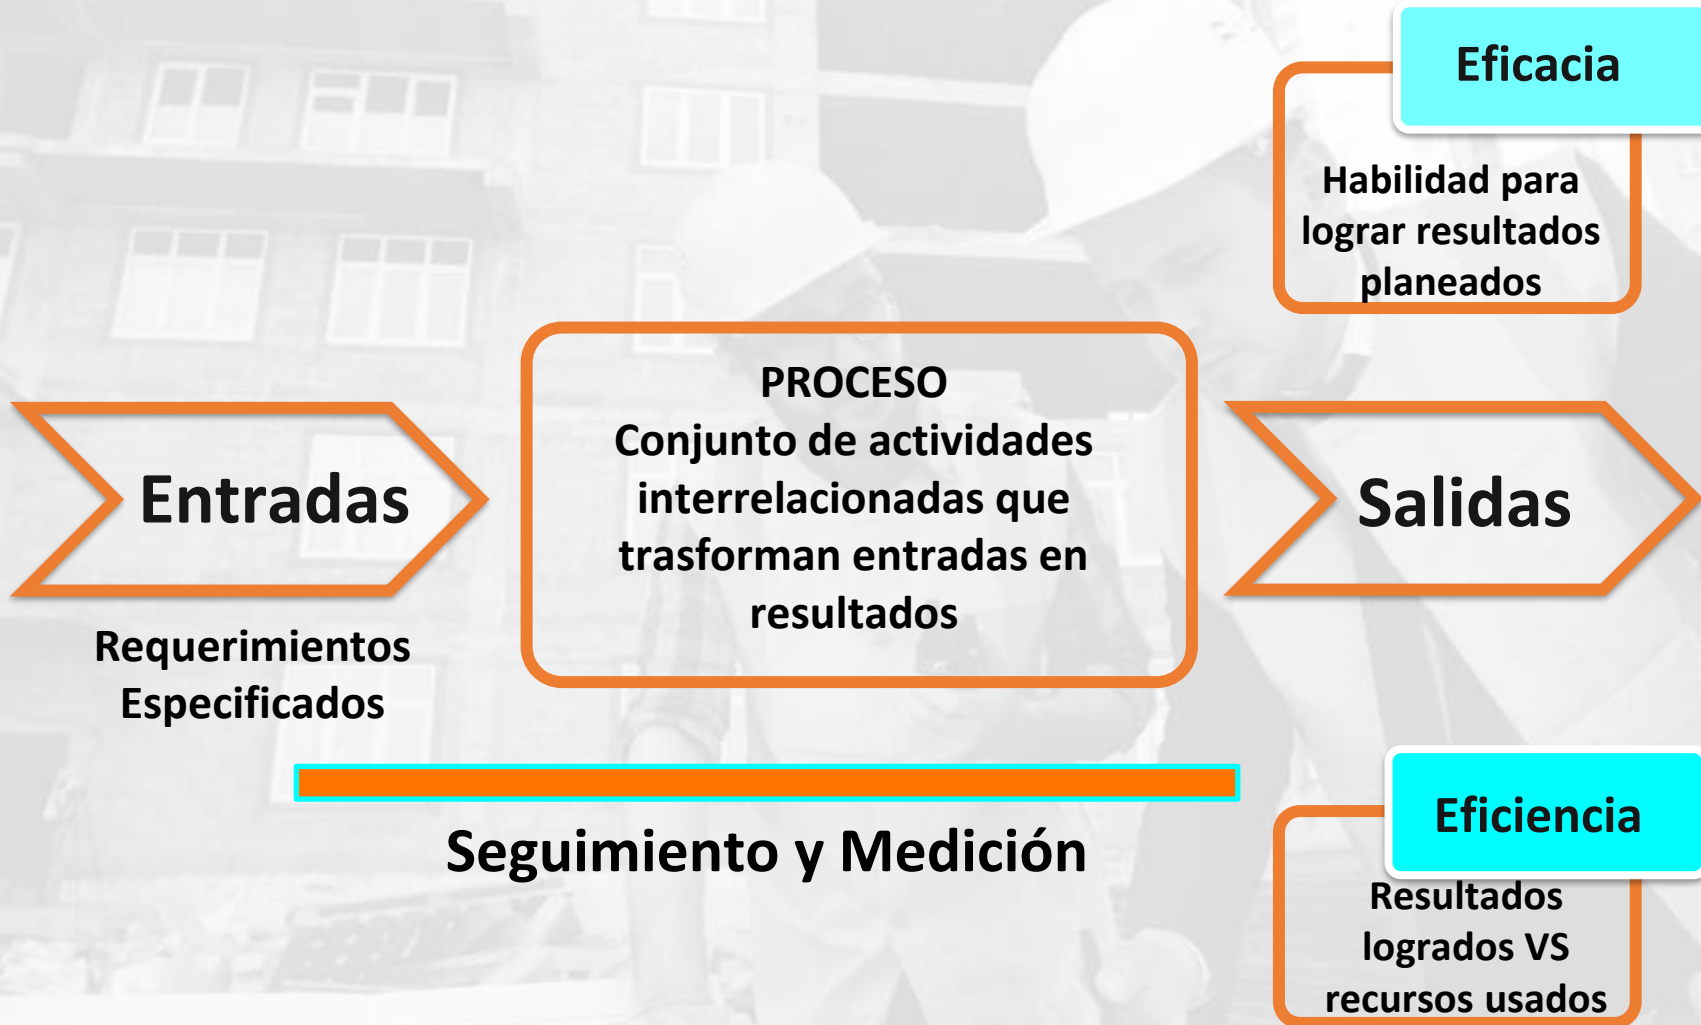 Eficacia
Habilidad para
lograr resultados
planeados
PROCESO
Conjunto de actividades
interrelacionadas que
trasforman entradas en
resultados
Entradas
Salidas
Requerimientos
Especificados
Seguimiento y Medición
Eficiencia
Resultados
logrados VS
recursos usados